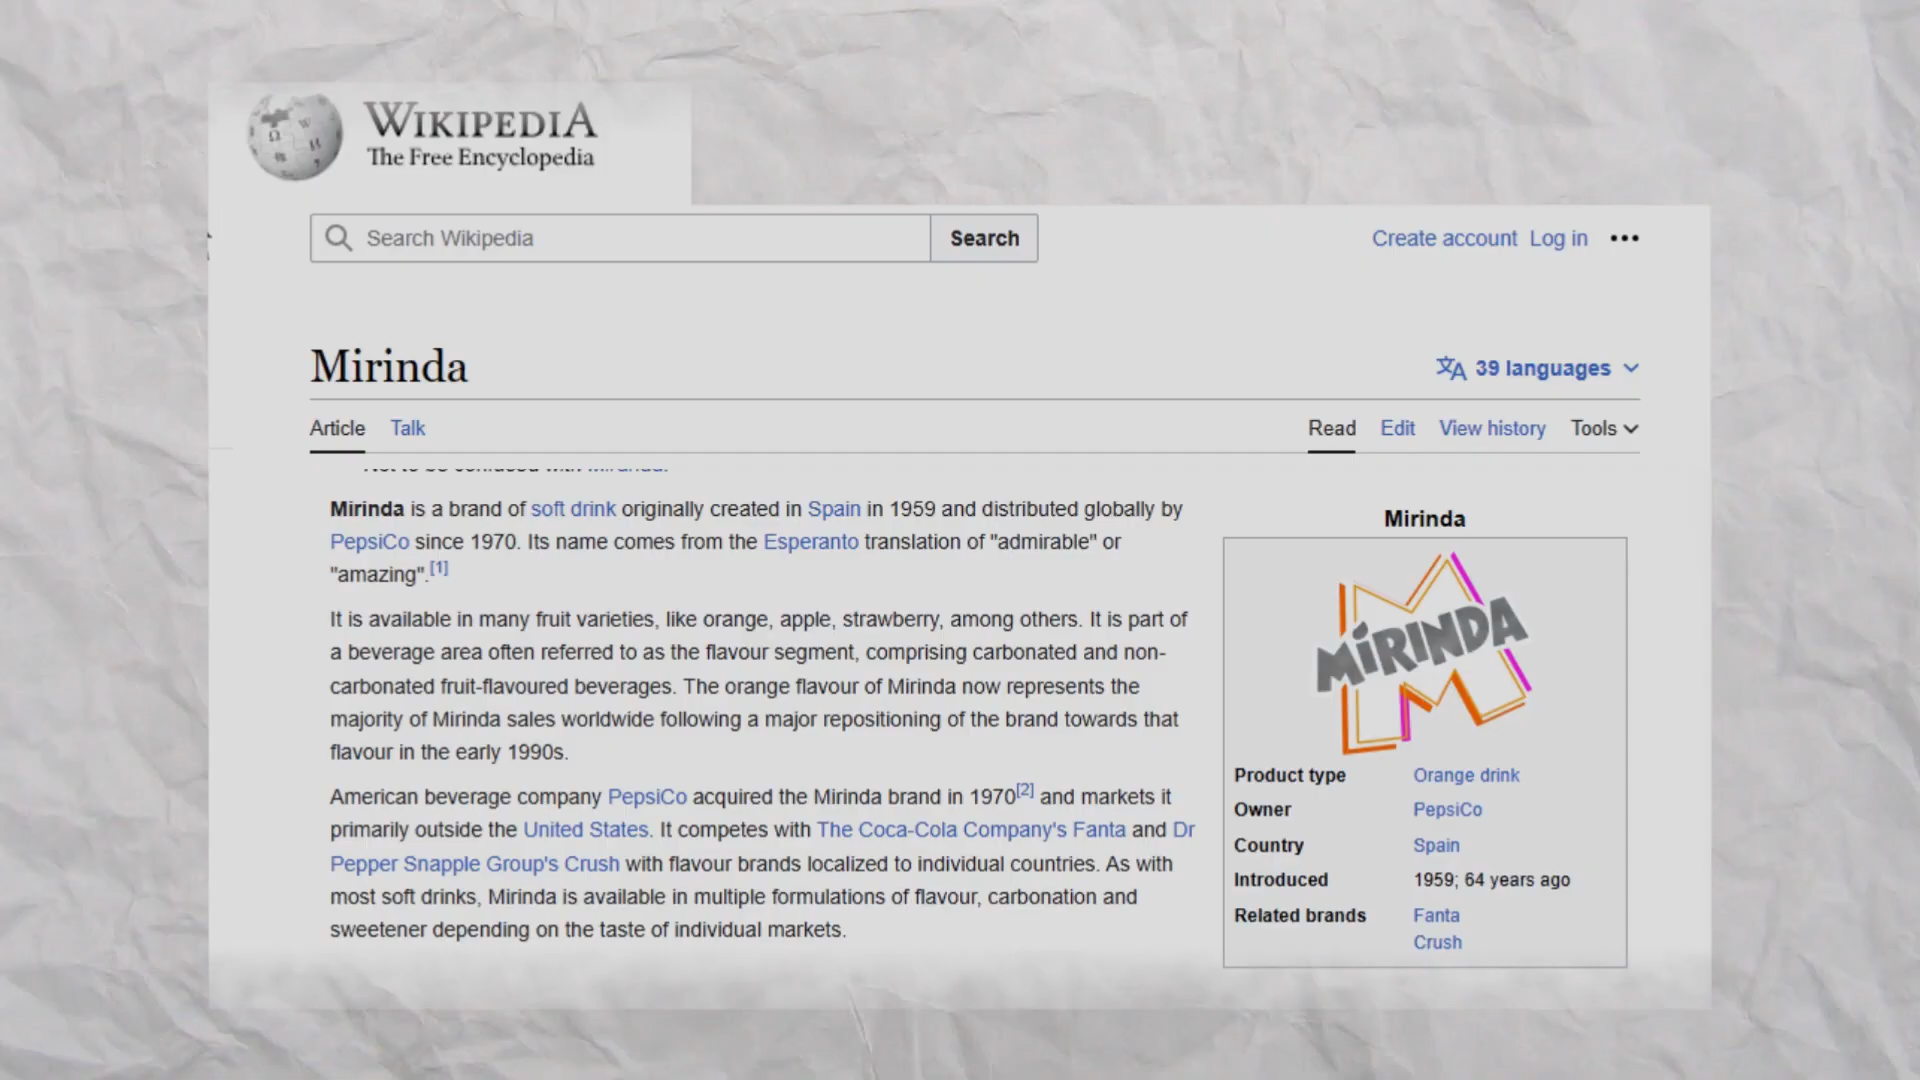 WIKIPEDIA
The Free Encyclopedia
Search Wikipedia
Search
Create account Log in
Mirinda
39 languages
Article Talk
Read Edit View history Tools
Not to be confused with Miranda.
Mirinda is a brand of soft drink originally created in Spain in 1959 and distributed globally by
PepsiCo since 1970. Its name comes from the Esperanto translation of "admirable" or
"amazing".[1]
It is available in many fruit varieties, like orange, apple, strawberry, among others. It is part of
a beverage area often referred to as the flavour segment, comprising carbonated and non-
carbonated fruit-flavoured beverages. The orange flavour of Mirinda now represents the
majority of Mirinda sales worldwide following a major repositioning of the brand towards that
flavour in the early 1990s.
American beverage company PepsiCo acquired the Mirinda brand in 1970[2] and markets it
primarily outside the United States. It competes with The Coca-Cola Company's Fanta and Dr
Pepper Snapple Group's Crush with flavour brands localized to individual countries. As with
most soft drinks, Mirinda is available in multiple formulations of flavour, carbonation and
sweetener depending on the taste of individual markets.
Mirinda
MiRINDA
Product type Orange drink
Owner PepsiCo
Country Spain
Introduced 1959; 64 years ago
Related brands Fanta
Crush